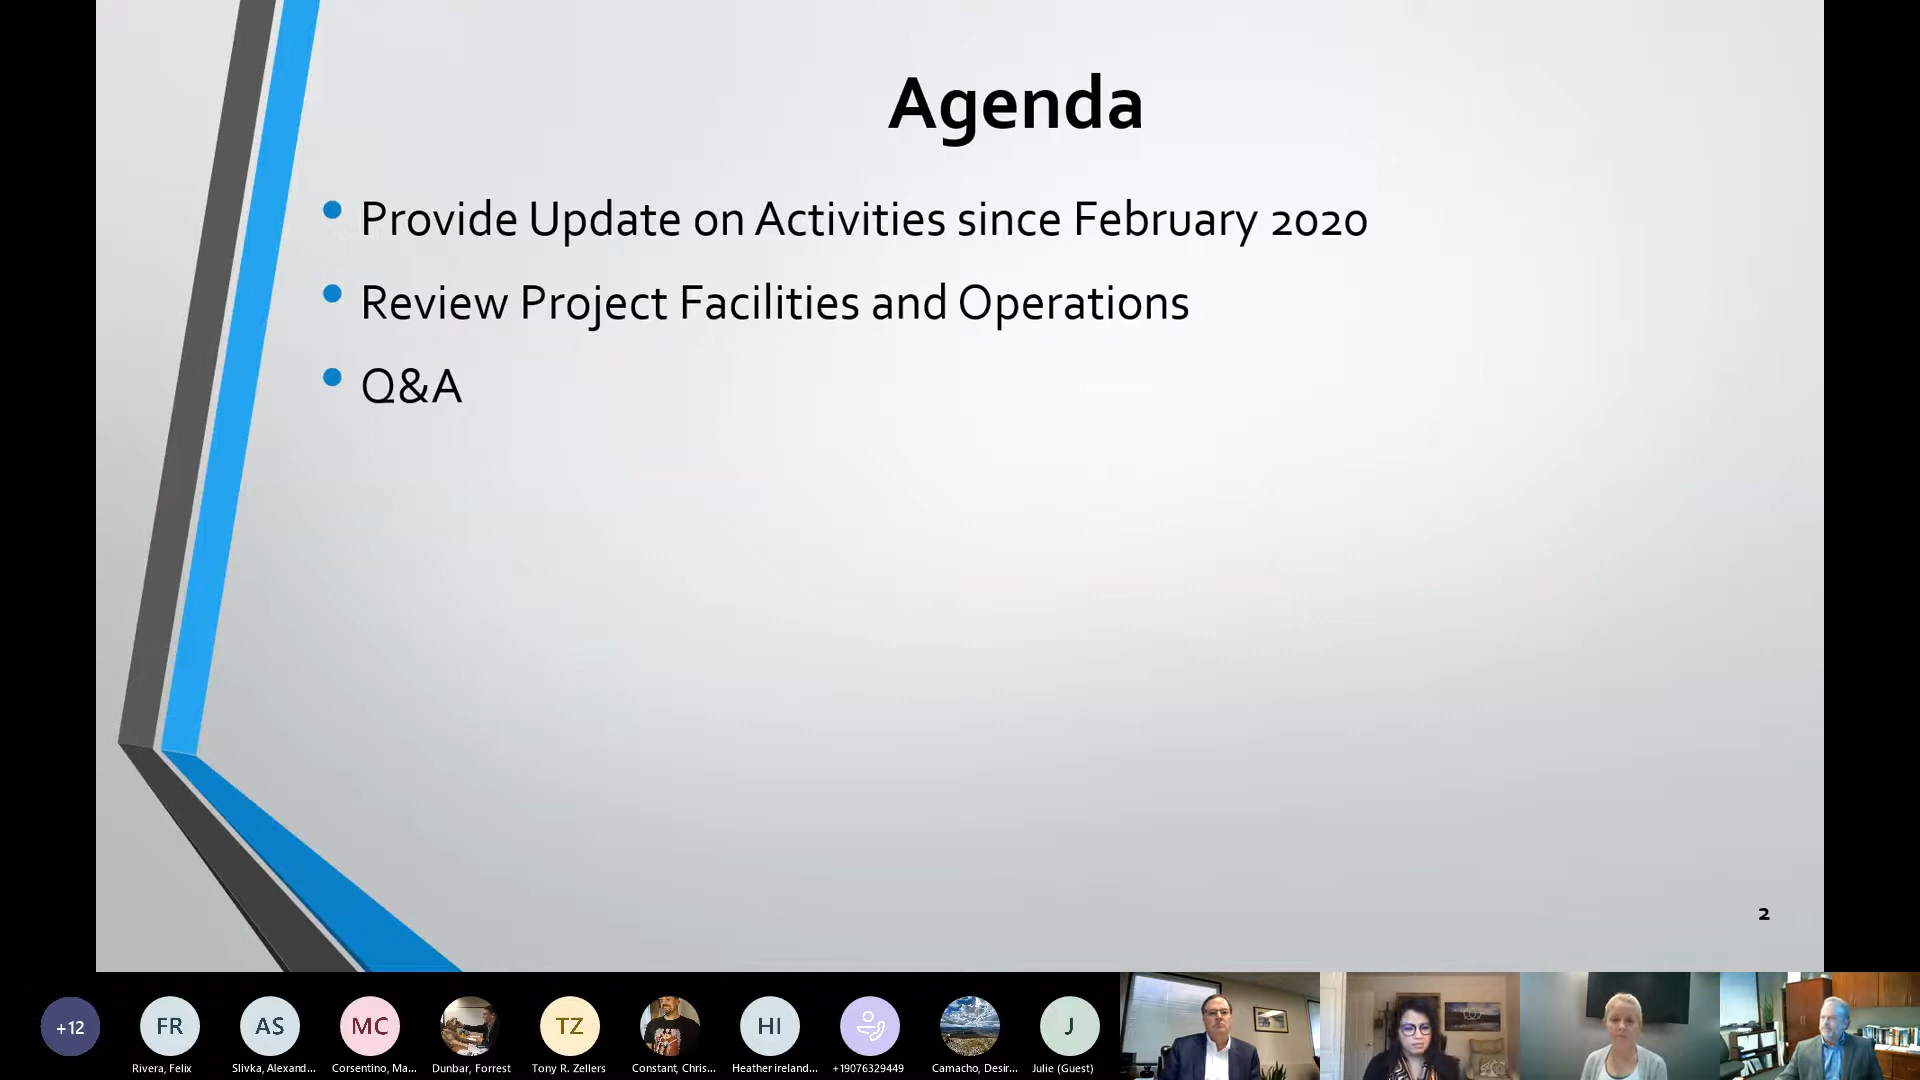 Agenda
Provide Update on Activities since February 2020
Review Project Facilities and Operations
Q&A
2
+12
FR
AS
MC
TZ
HI
J
Rivera, Felix
Slivka, Alexand...
Corsentino, Ma...
Dunbar, Forrest
Tony R. Zellers
Constant, Chris...
Heather ireland...
+19076329449
Camacho, Desir...
Julie (Guest)